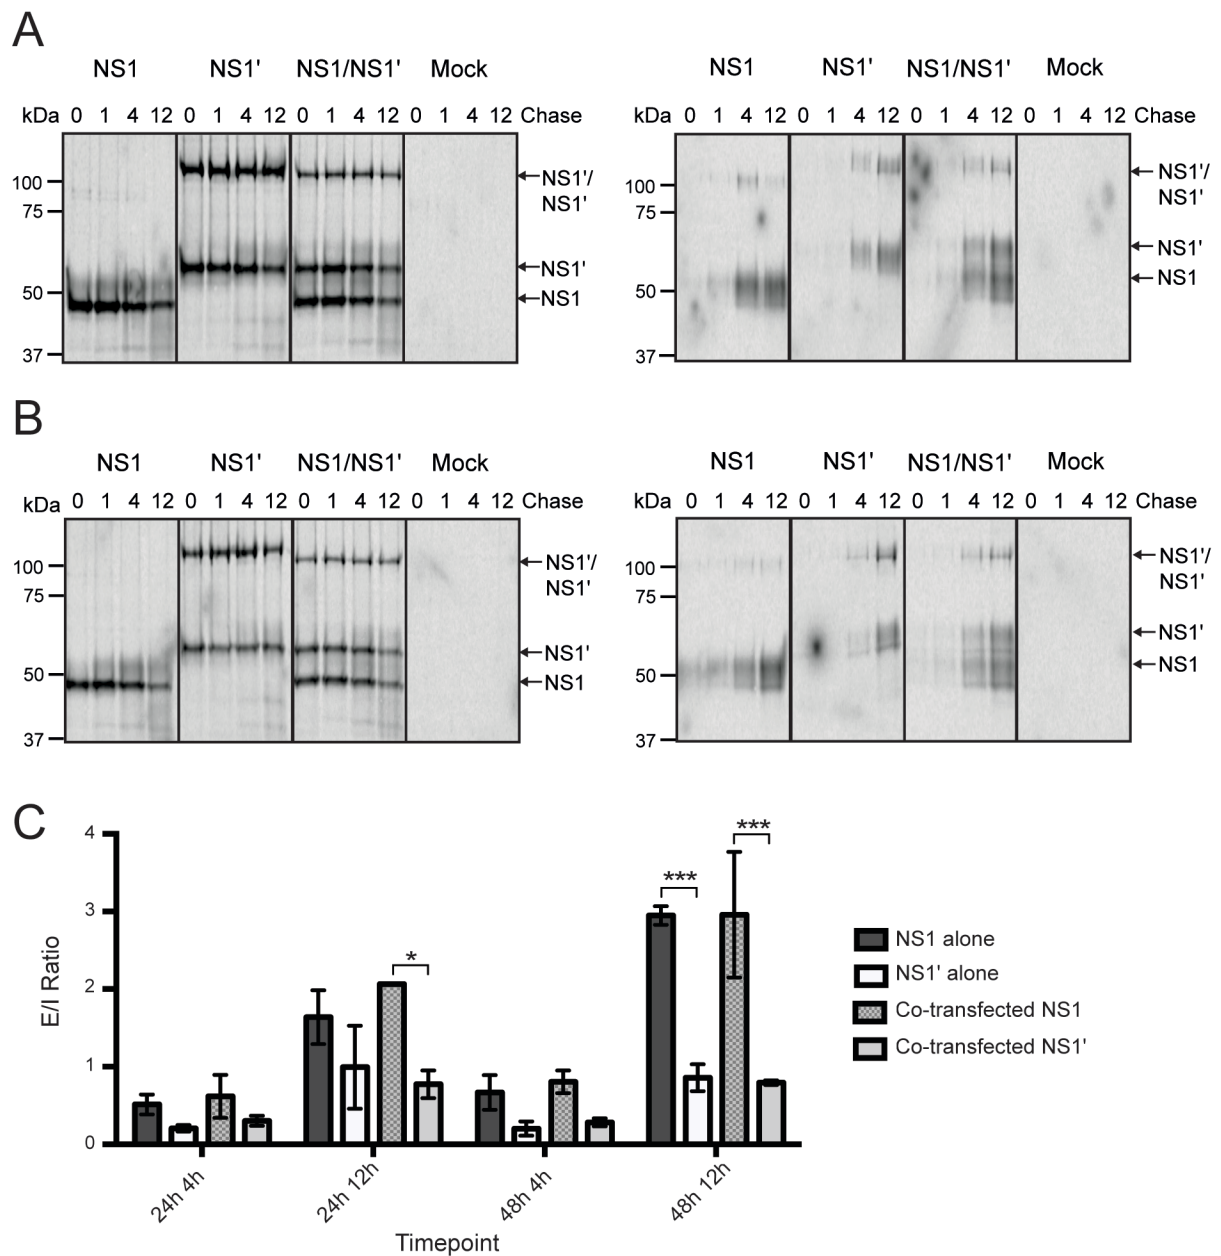 A
NS1 NS1' NS1/NS1' Mock
kDa 0 1 4 12 0 1 4 12 0 1 4 12 0 1 4 12 Chase
100
75
50
37
NS1'/
NS1'
NS1'
NS1
NS1 NS1' NS1/NS1' Mock
kDa 0 1 4 12 0 1 4 12 0 1 4 12 0 1 4 12 Chase
100
75
50
37
NS1'/
NS1'
NS1'
NS1
B
NS1 NS1' NS1/NS1' Mock
kDa 0 1 4 12 0 1 4 12 0 1 4 12 0 1 4 12 Chase
100
75
50
37
NS1'/
NS1'
NS1'
NS1
NS1 NS1' NS1/NS1' Mock
kDa 0 1 4 12 0 1 4 12 0 1 4 12 0 1 4 12 Chase
100
75
50
37
NS1'/
NS1'
NS1'
NS1
C
4
3
2
1
0
E/I Ratio
*
***
***
24h 4h
24h 12h
48h 4h
48h 12h
Timepoint
NS1 alone
NS1' alone
Co-transfected NS1
Co-transfected NS1'